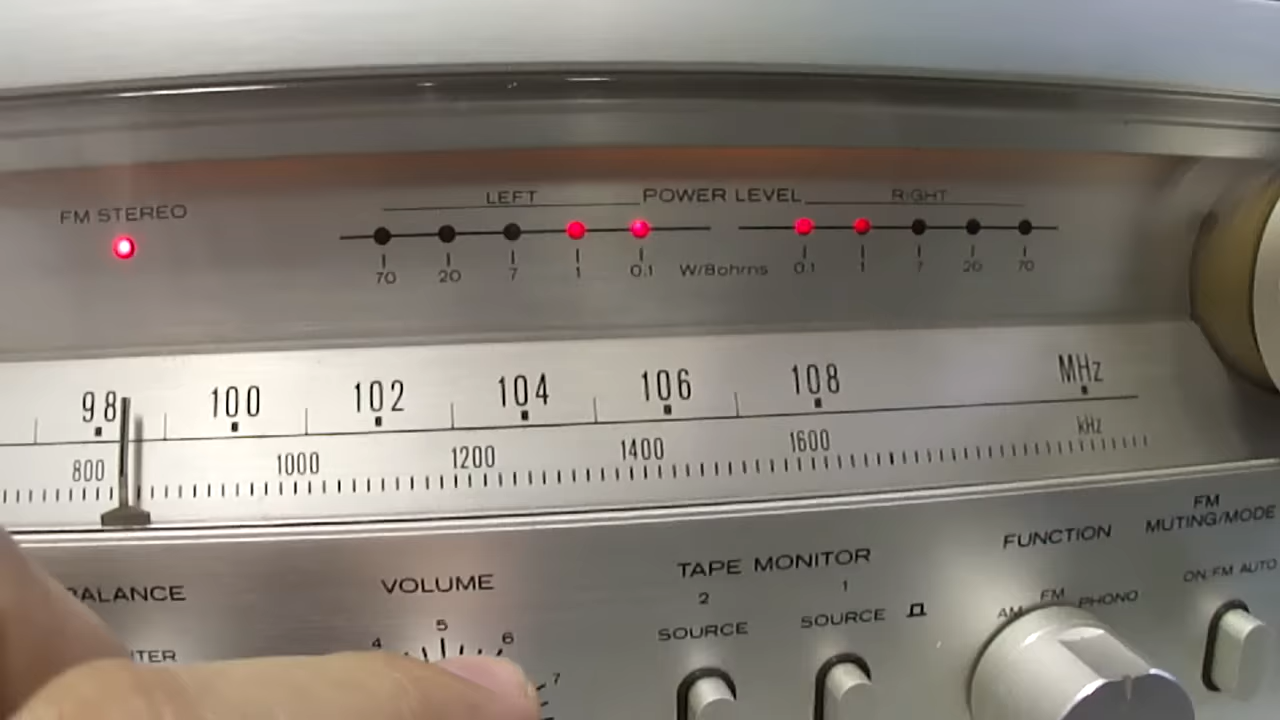 FM STEREO
LEFT POWER LEVEL RIGHT
70 20 7 1 0.1 W/8ohms 0.1 1 7 20 70
98 100 102 104 106 108 MHz
800 1000 1200 1400 1600 kHz
FM
MUTING/MODE
FUNCTION
TAPE MONITOR
BALANCE VOLUME
2 1
ON:FM AUTO
SOURCE SOURCE
AM FM PHONO
4 5 6 7